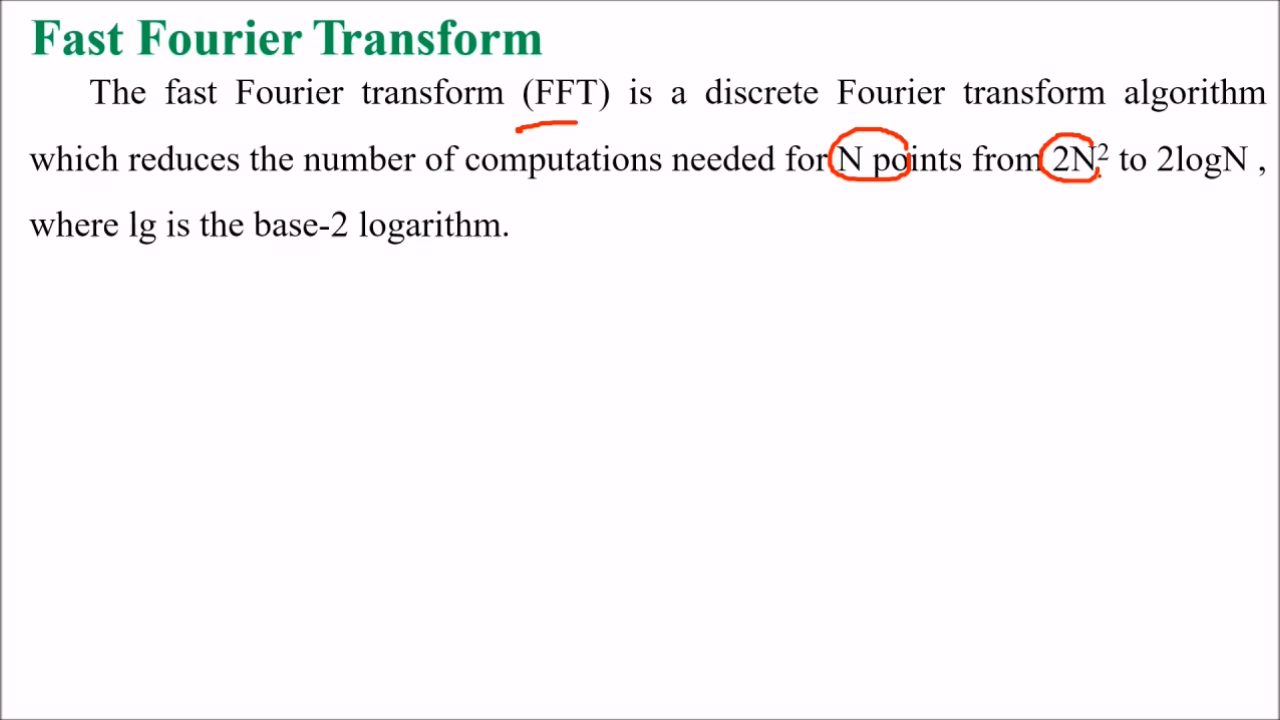 Fast Fourier Transform
The fast Fourier transform (FFT) is a discrete Fourier transform algorithm
which reduces the number of computations needed for N points from 2N² to 2logN ,
where lg is the base-2 logarithm.